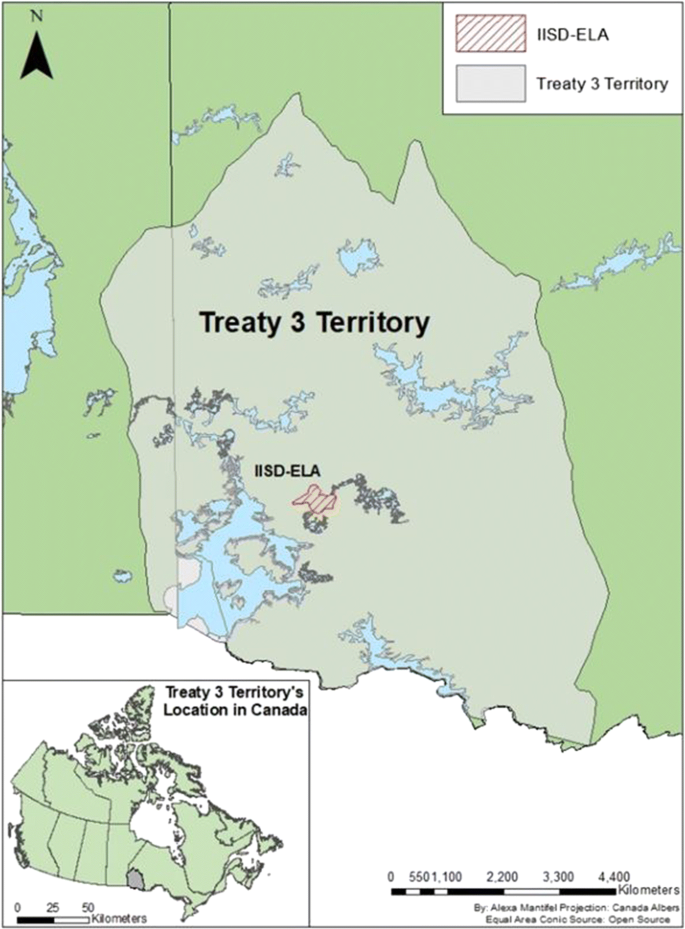 N
IISD-ELA
Treaty 3 Territory
Treaty 3 Territory
IISD-ELA
Treaty 3 Territory's
Location in Canada
0 25 50
Kilometers
0 550 1,100 2,200 3,300 4,400
Kilometers
By: Alexa Mantifel Projection: Canada Albers
Equal Area Conic Source: Open Source